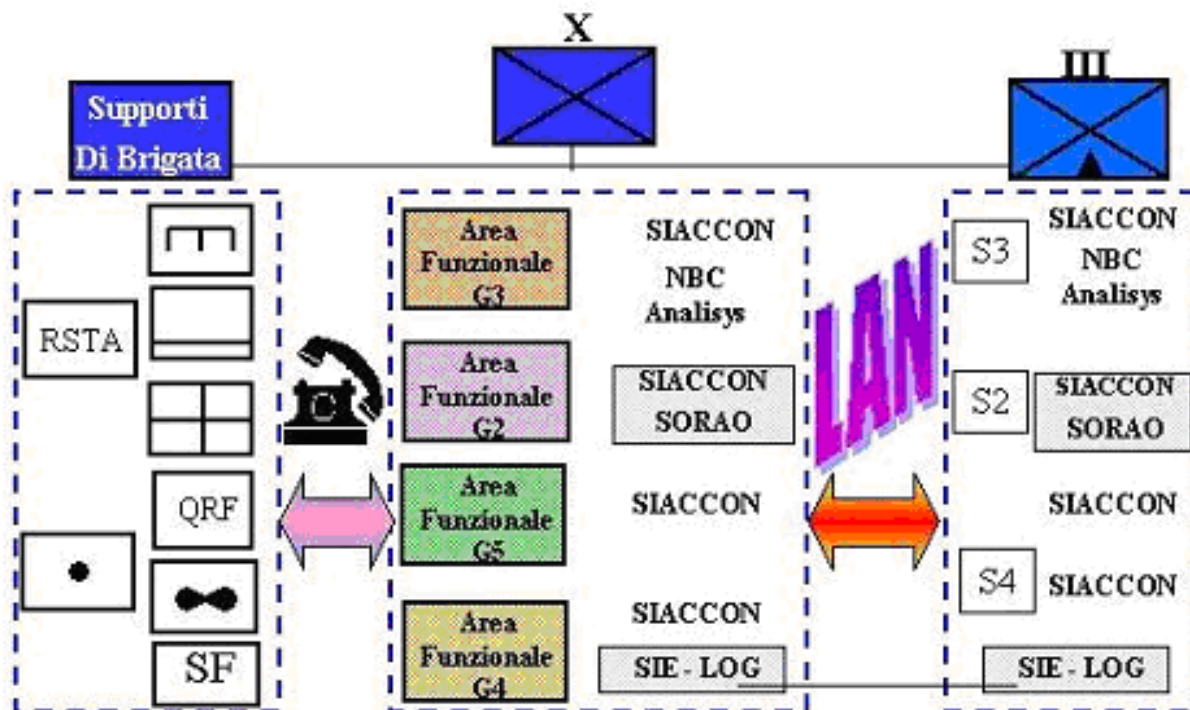 X
III
Supporti
Di Brigata
RSTA
QRF
SF
Area
Funzionale
G3
SIACCON
NBC
Analisys
Area
Funzionale
G2
SIACCON
SORAO
Area
Funzionale
G5
SIACCON
Area
Funzionale
G4
SIACCON
SIE - LOG
LAN
S3
SIACCON
NBC
Analisys
S2
SIACCON
SORAO
SIACCON
S4
SIACCON
SIE - LOG